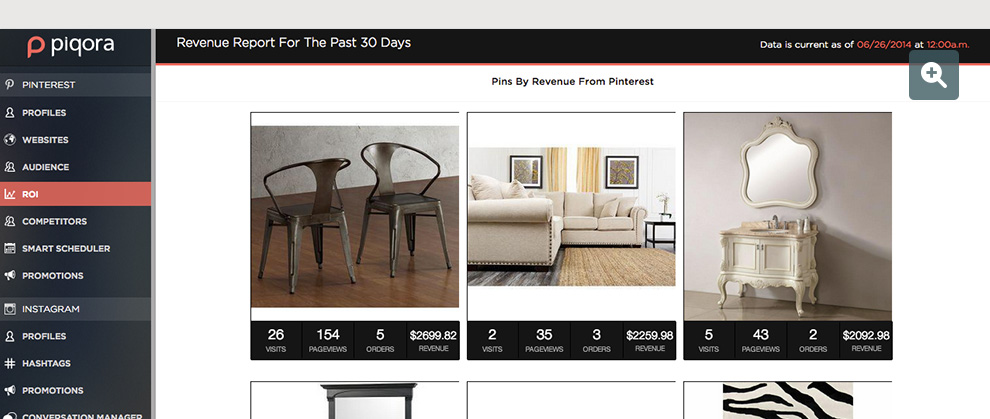 piqora
Revenue Report For The Past 30 Days
Data is current as of 06/26/2014 at 12:00a.m.
PINTEREST
PROFILES
WEBSITES
AUDIENCE
ROI
COMPETITORS
SMART SCHEDULER
PROMOTIONS
INSTAGRAM
PROFILES
HASHTAGS
PROMOTIONS
CONVERSATION MANAGER
Pins By Revenue From Pinterest
26 154 5 $2699.82
VISITS PAGEVIEWS ORDERS REVENUE
2 35 3 $2259.98
VISITS PAGEVIEWS ORDERS REVENUE
5 43 2 $2092.98
VISITS PAGEVIEWS ORDERS REVENUE